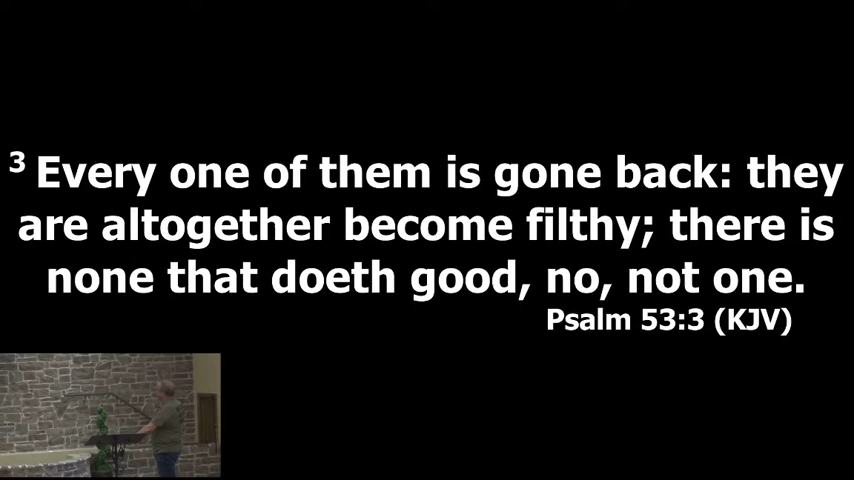 3 Every one of them is gone back: they
are altogether become filthy; there is
none that doeth good, no, not one.
Psalm 53:3 (KJV)